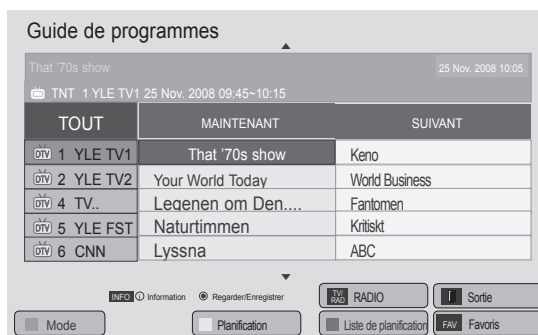 Guide de programmes
That '70s show 25 Nov. 2008 10:05
TNT 1 YLE TV1 25 Nov. 2008 09:45~10:15
TOUT MAINTENANT SUIVANT
DTV 1 YLE TV1 That '70s show Keno
DTV 2 YLE TV2 Your World Today World Business
DTV 4 TV.. Legenen om Den.... Fantomen
DTV 5 YLE FST Naturtimmen Kritiskt
DTV 6 CNN Lyssna ABC
INFO i Information Regarder/Enregistrer TV/RAD RADIO Sortie
Mode Planification Liste de planification FAV Favoris